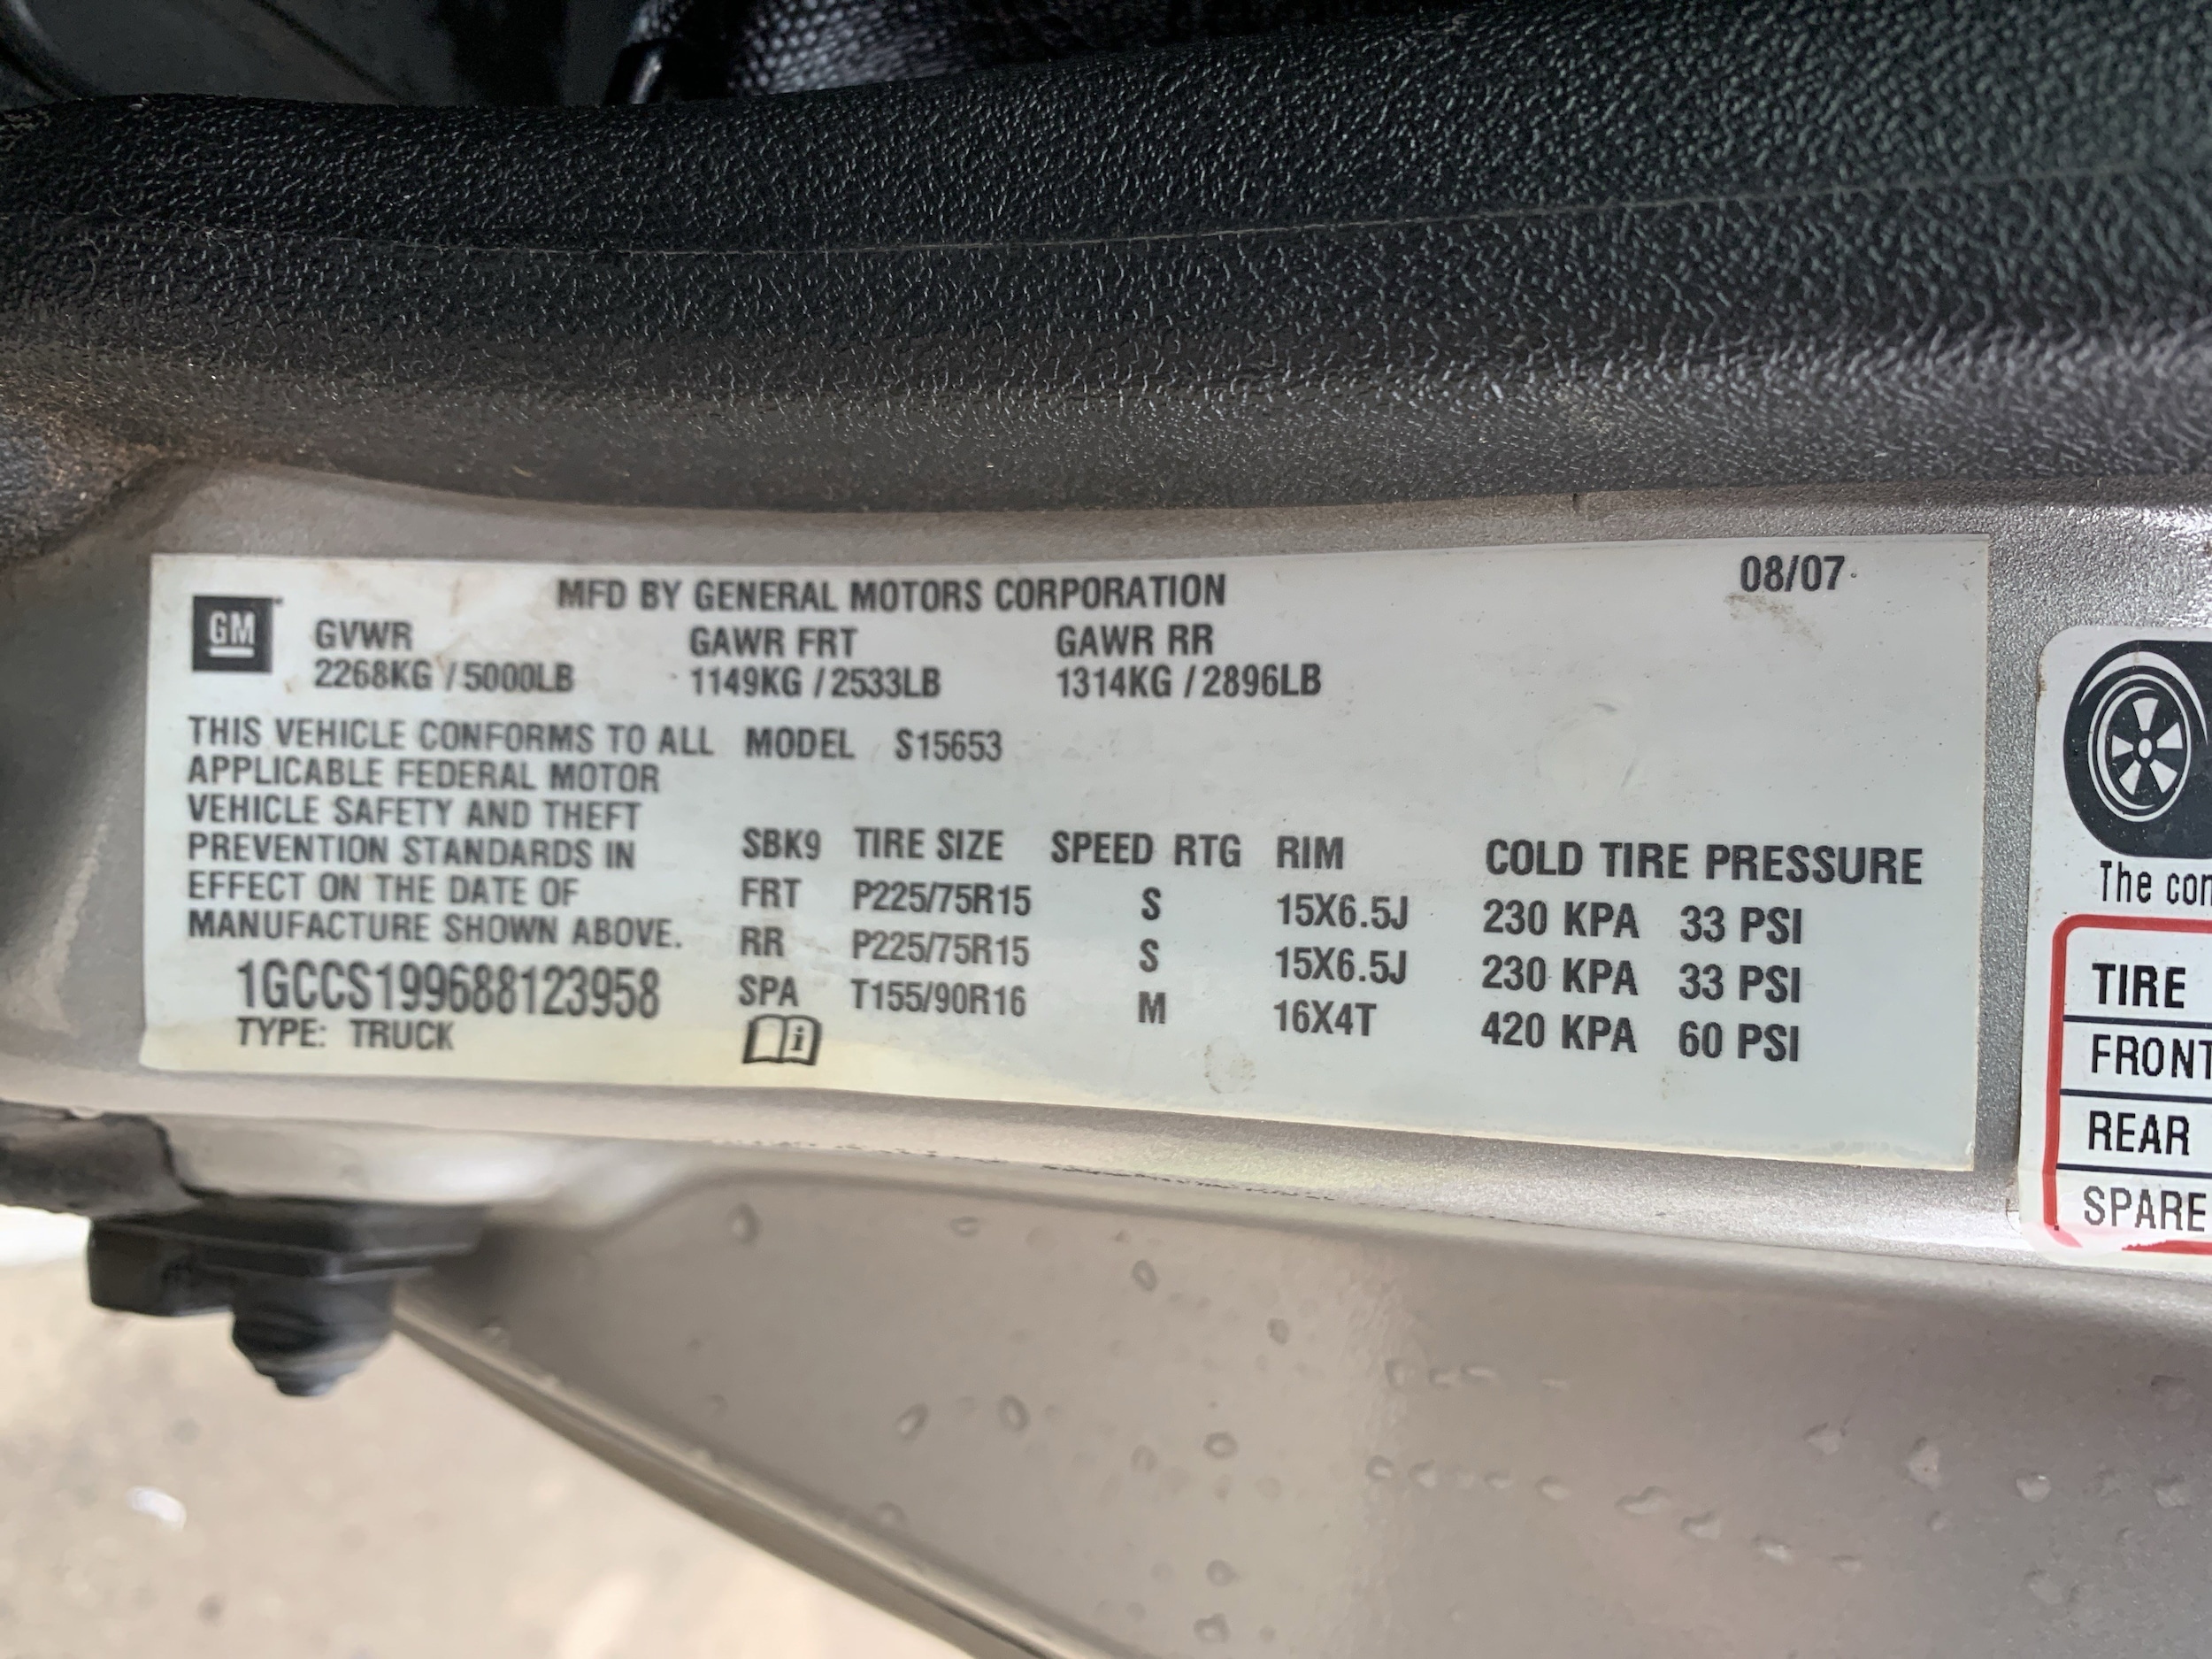 MFD BY GENERAL MOTORS CORPORATION 08/07
GM
GVWR GAWR FRT GAWR RR
2268KG / 5000LB 1149KG / 2533LB 1314KG / 2896LB
THIS VEHICLE CONFORMS TO ALL
APPLICABLE FEDERAL MOTOR
VEHICLE SAFETY AND THEFT
PREVENTION STANDARDS IN
EFFECT ON THE DATE OF
MANUFACTURE SHOWN ABOVE.
1GCCS199688123958
TYPE: TRUCK
MODEL S15653
SBK9 TIRE SIZE SPEED RTG RIM COLD TIRE PRESSURE
FRT P225/75R15 S 15X6.5J 230 KPA 33 PSI
RR P225/75R15 S 15X6.5J 230 KPA 33 PSI
SPA T155/90R16 M 16X4T 420 KPA 60 PSI
i
The
TIRE
FRONT
REAR
SPARE